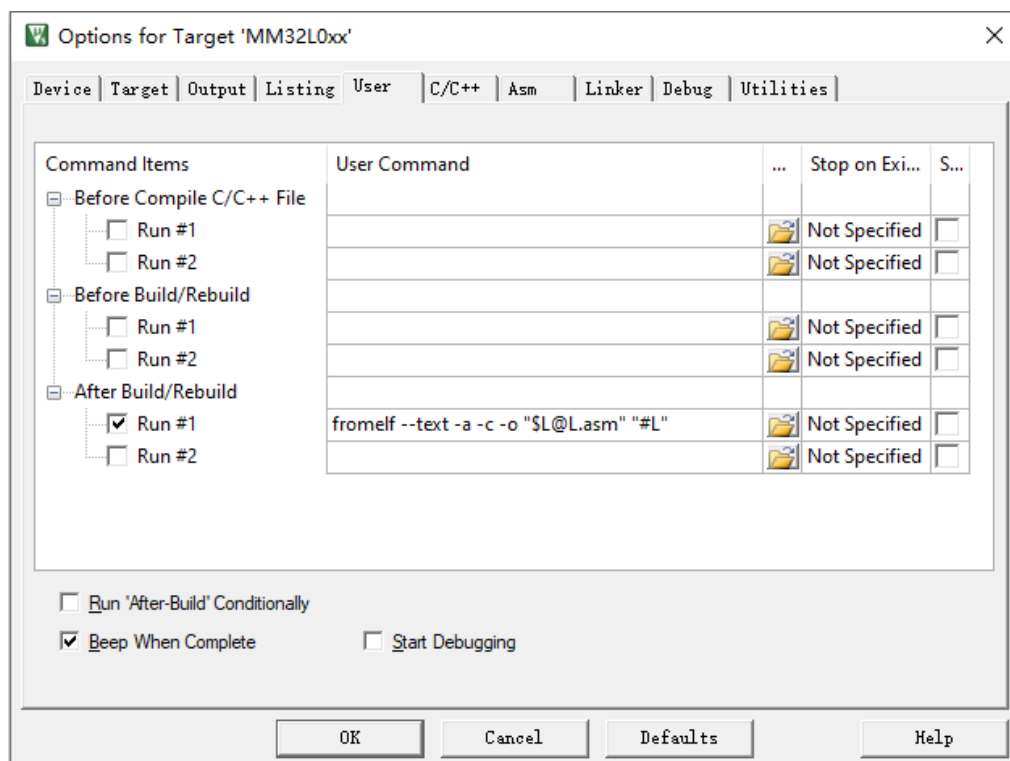 Options for Target 'MM32L0xx'
Device Target Output Listing User C/C++ Asm Linker Debug Utilities
Command Items User Command ... Stop on Exi... S...
Before Compile C/C++ File
Run #1 Not Specified
Run #2 Not Specified
Before Build/Rebuild
Run #1 Not Specified
Run #2 Not Specified
After Build/Rebuild
Run #1 fromelf --text -a -c -o "$L@L.asm" "#L" Not Specified
Run #2 Not Specified
Run 'After-Build' Conditionally
Beep When Complete Start Debugging
OK Cancel Defaults Help